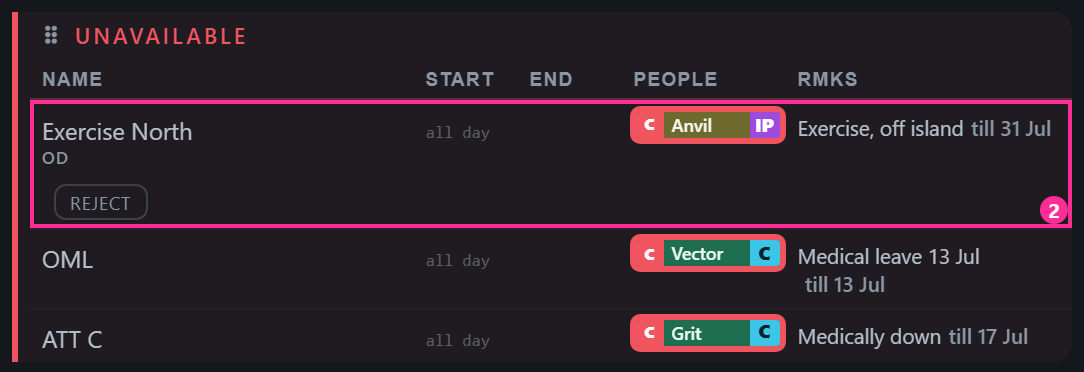 UNAVAILABLE
NAME START END PEOPLE RMKS
Exercise North all day C Anvil IP Exercise, off island till 31 Jul
OD
REJECT
2
OML all day C Vector C Medical leave 13 Jul
till 13 Jul
ATT C all day C Grit C Medically down till 17 Jul